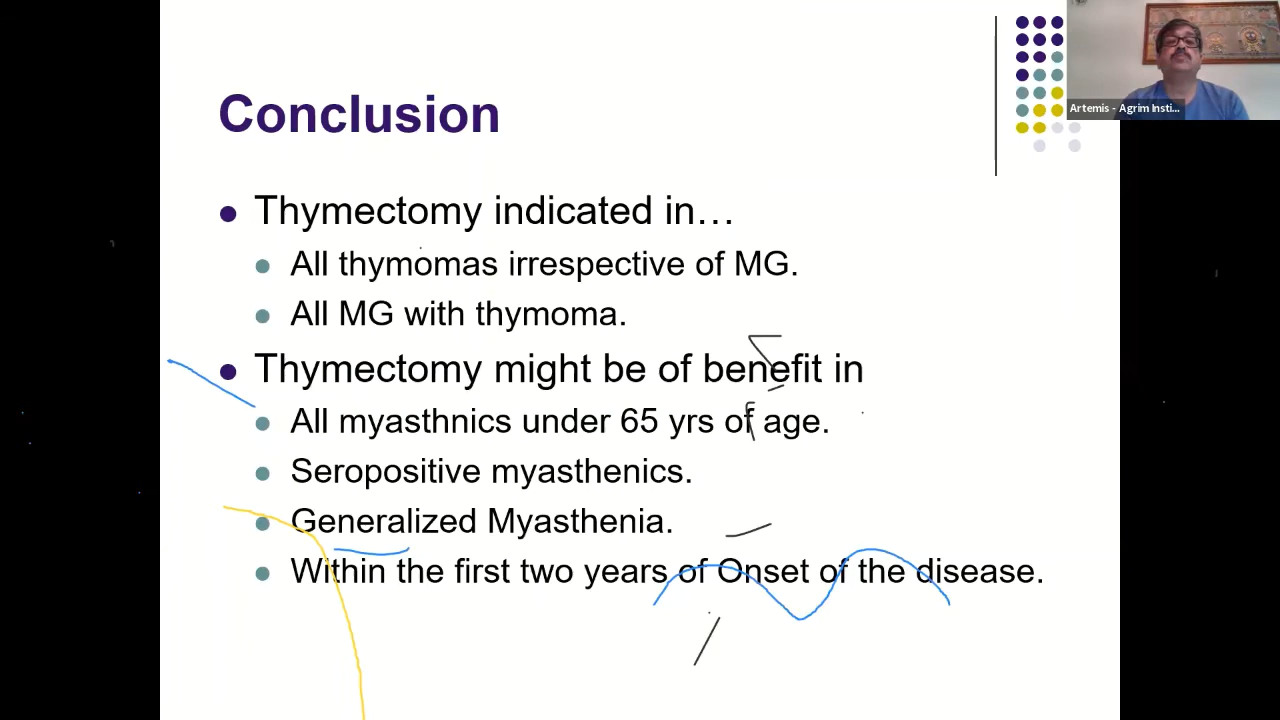 Conclusion
Thymectomy indicated in…
All thymomas irrespective of MG.
All MG with thymoma.
Thymectomy might be of benefit in
All myasthnics under 65 yrs of age.
Seropositive myasthenics.
Generalized Myasthenia.
Within the first two years of Onset of the disease.
Artemis - Agrim Insti...